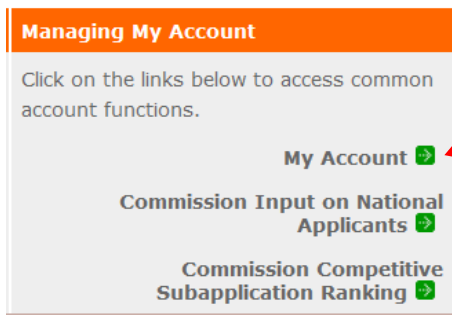 Managing My Account
Click on the links below to access common
account functions.
My Account
Commission Input on National
Applicants
Commission Competitive
Subapplication Ranking